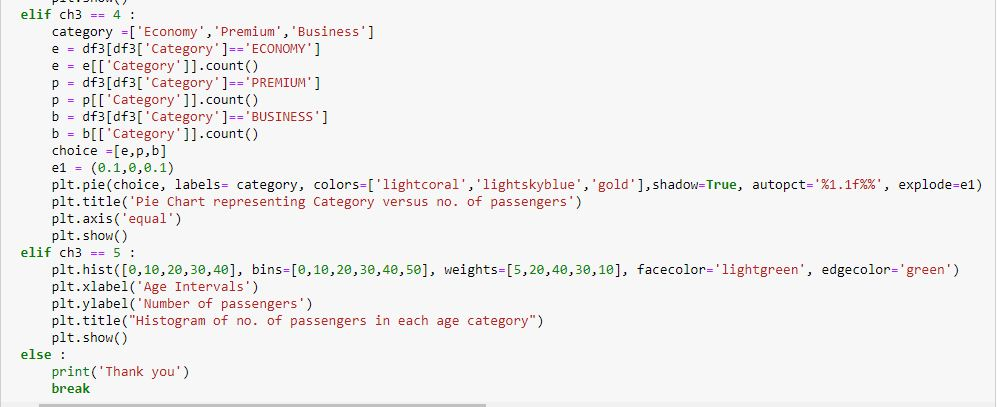 plt.show()
elif ch3 == 4 :
    category =['Economy','Premium','Business']
    e = df3[df3['Category']=='ECONOMY']
    e = e[['Category']].count()
    p = df3[df3['Category']=='PREMIUM']
    p = p[['Category']].count()
    b = df3[df3['Category']=='BUSINESS']
    b = b[['Category']].count()
    choice =[e,p,b]
    e1 = (0.1,0,0.1)
    plt.pie(choice, labels= category, colors=['lightcoral','lightskyblue','gold'],shadow=True, autopct='%1.1f%%', explode=e1)
    plt.title('Pie Chart representing Category versus no. of passengers')
    plt.axis('equal')
    plt.show()
elif ch3 == 5 :
    plt.hist([0,10,20,30,40], bins=[0,10,20,30,40,50], weights=[5,20,40,30,10], facecolor='lightgreen', edgecolor='green')
    plt.xlabel('Age Intervals')
    plt.ylabel('Number of passengers')
    plt.title("Histogram of no. of passengers in each age category")
    plt.show()
else :
    print('Thank you')
    break